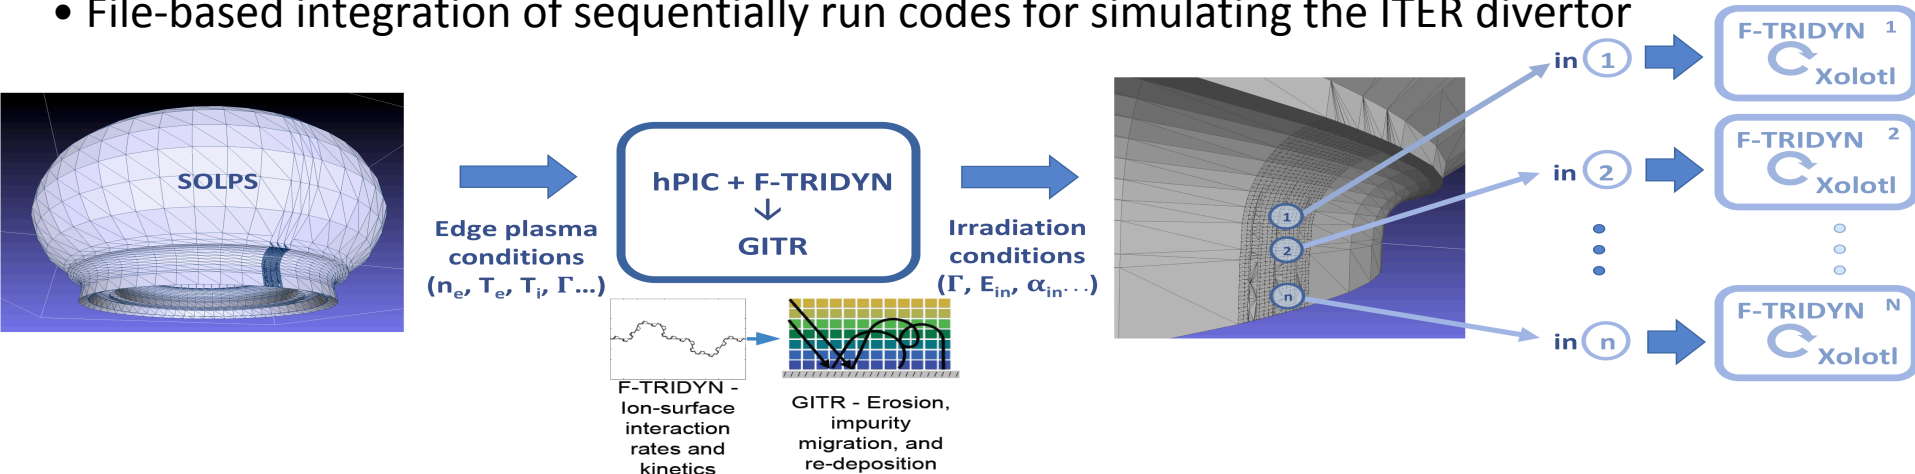 • File-based integration of sequentially run codes for simulating the ITER divertor
SOLPS
Edge plasma
conditions
(nₑ, Tₑ, Tᵢ, Γ...)
hPIC + F-TRIDYN
↓
GITR
F-TRIDYN -
Ion-surface
interaction
rates and
kinetics
GITR - Erosion,
impurity
migration, and
re-deposition
Irradiation
conditions
(Γ, Eᵢₙ, αᵢₙ...)
1
2
n
in 1
F-TRIDYN 1
Xolotl
in 2
F-TRIDYN 2
Xolotl
in n
F-TRIDYN N
Xolotl